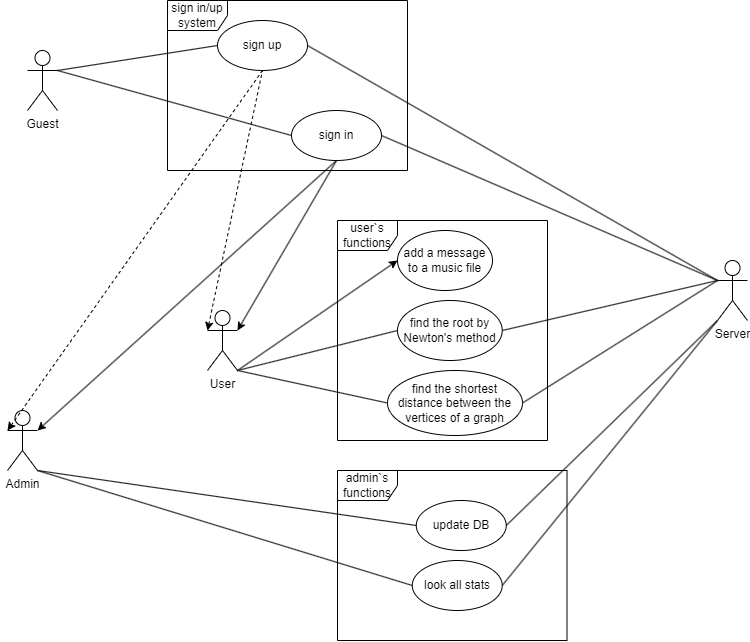 sign in/up
system
sign up
Guest
sign in
user`s
functions
add a message
to a music file
find the root by
Newton's method
Server
User
find the shortest
distance between the
vertices of a graph
Admin
admin`s
functions
update DB
look all stats